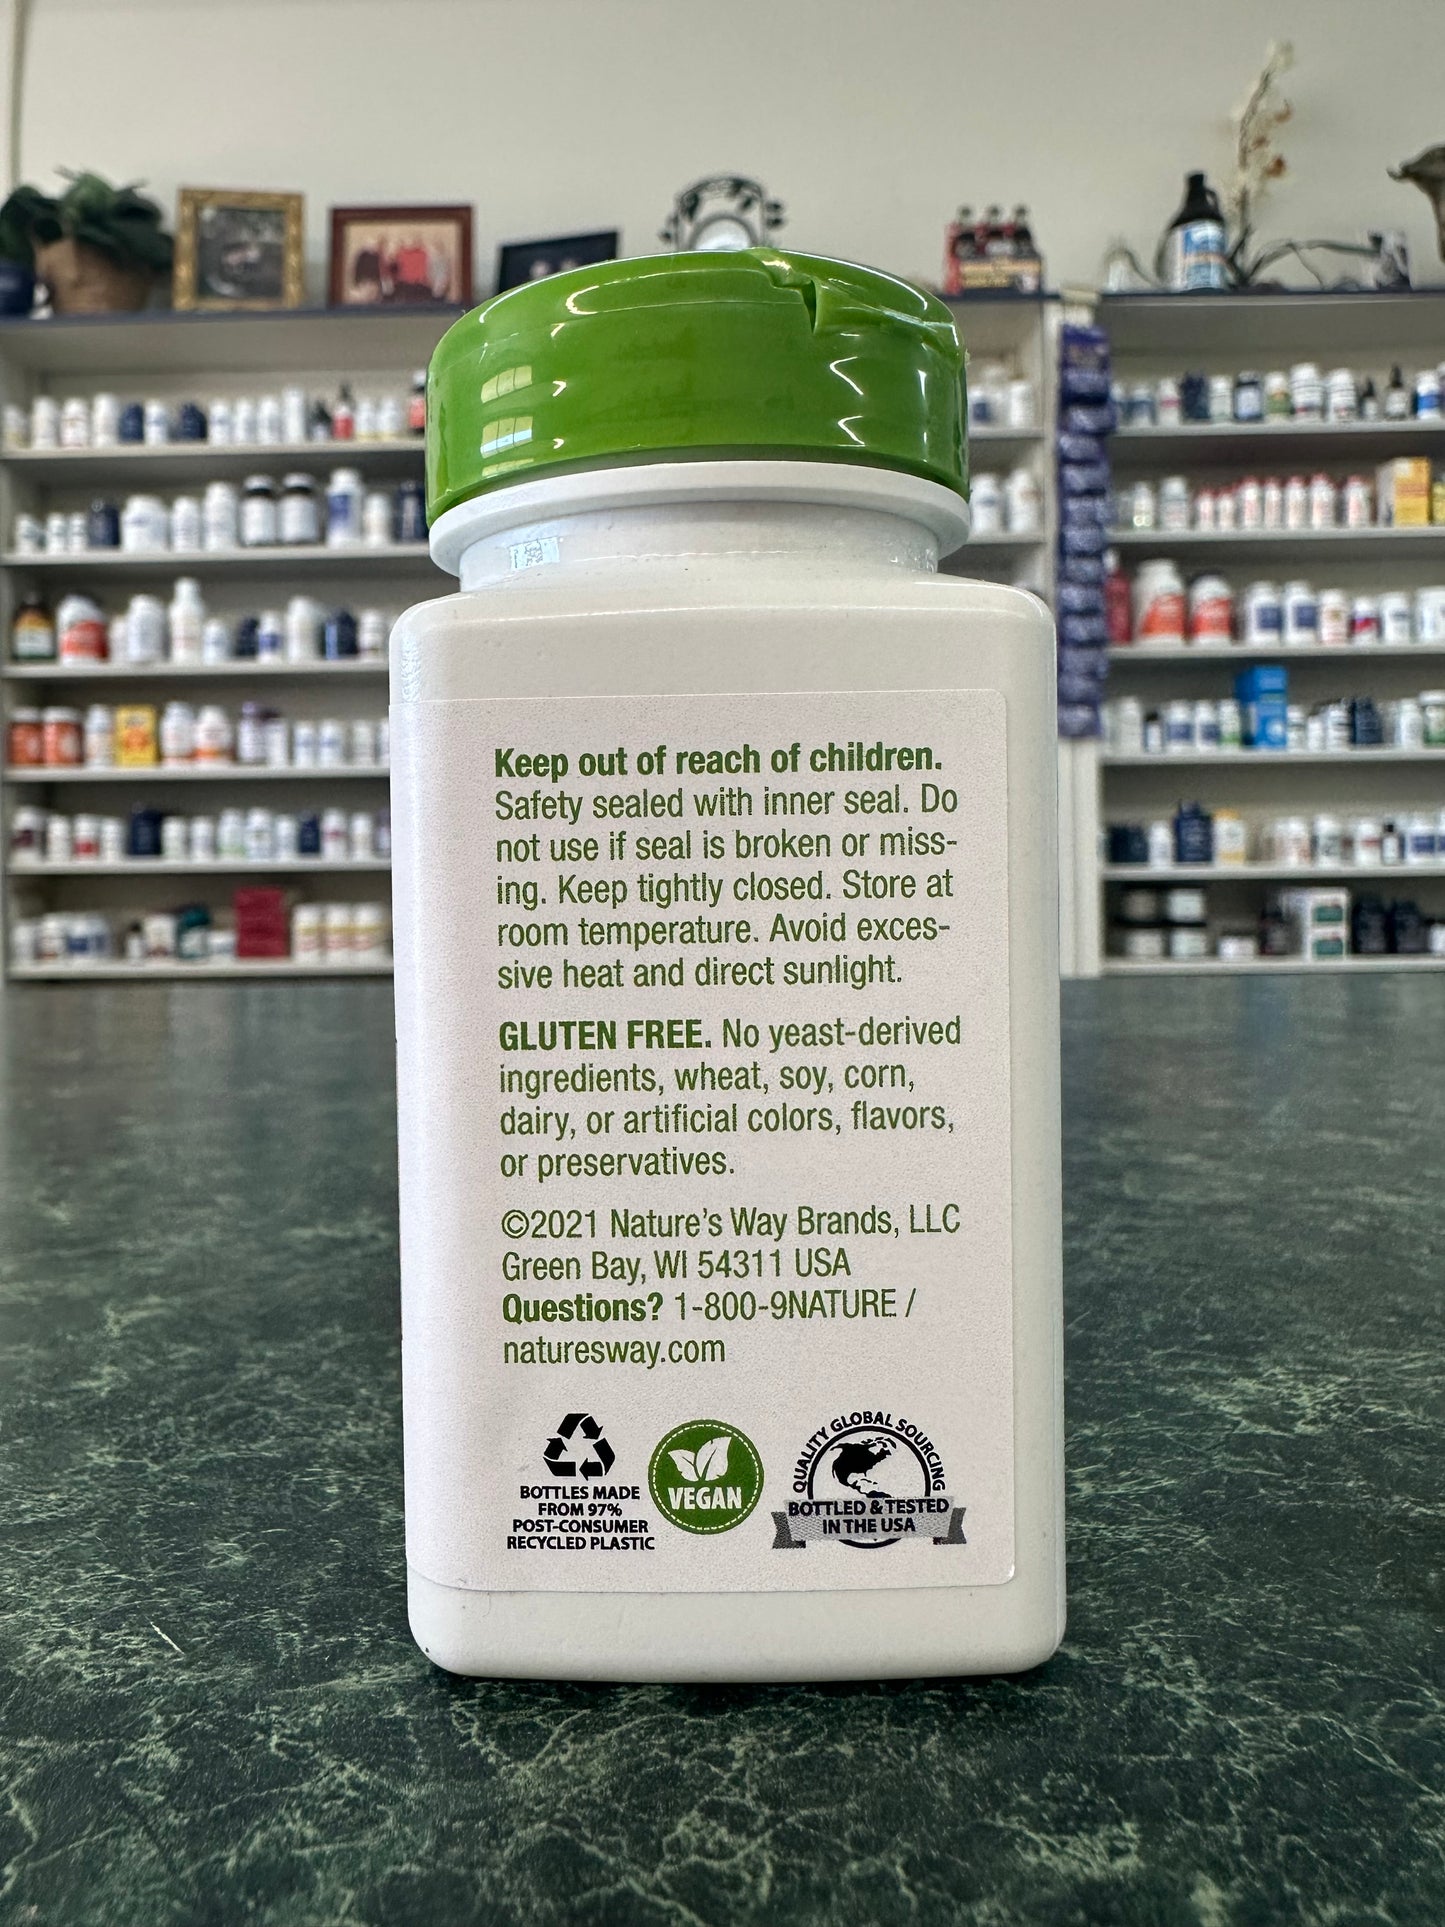 Keep out of reach of children.
Safety sealed with inner seal. Do
not use if seal is broken or miss-
ing. Keep tightly closed. Store at
room temperature. Avoid exces-
sive heat and direct sunlight.
GLUTEN FREE. No yeast-derived
ingredients, wheat, soy, corn,
dairy, or artificial colors, flavors,
or preservatives.
©2021 Nature's Way Brands, LLC
Green Bay, WI 54311 USA
Questions? 1-800-9NATURE /
naturesway.com
BOTTLES MADE
FROM 97%
POST-CONSUMER
RECYCLED PLASTIC
VEGAN
QUALITY GLOBAL SOURCING
BOTTLED & TESTED
IN THE USA